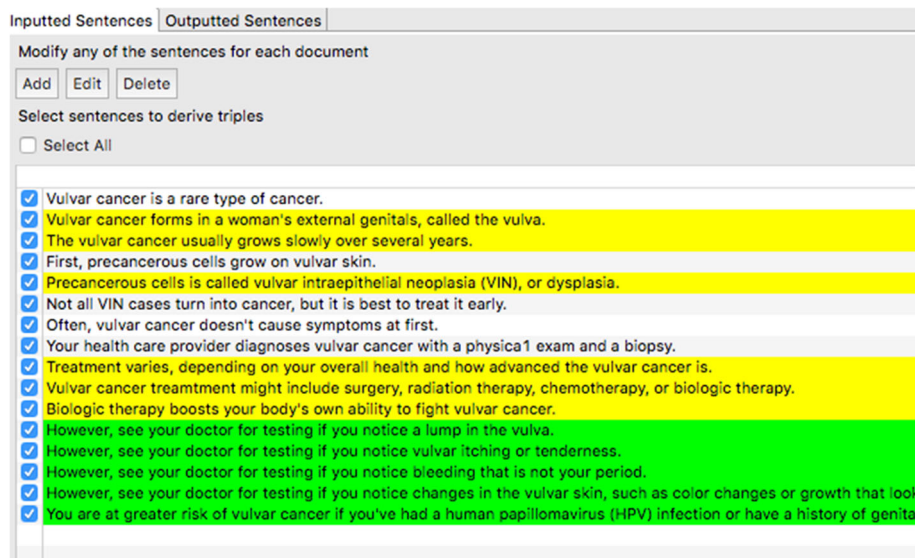 Inputted Sentences Outputted Sentences
Modify any of the sentences for each document
Add Edit Delete
Select sentences to derive triples
Select All
Vulvar cancer is a rare type of cancer.
Vulvar cancer forms in a woman's external genitals, called the vulva.
The vulvar cancer usually grows slowly over several years.
First, precancerous cells grow on vulvar skin.
Precancerous cells is called vulvar intraepithelial neoplasia (VIN), or dysplasia.
Not all VIN cases turn into cancer, but it is best to treat it early.
Often, vulvar cancer doesn't cause symptoms at first.
Your health care provider diagnoses vulvar cancer with a physica1 exam and a biopsy.
Treatment varies, depending on your overall health and how advanced the vulvar cancer is.
Vulvar cancer treamtment might include surgery, radiation therapy, chemotherapy, or biologic therapy.
Biologic therapy boosts your body's own ability to fight vulvar cancer.
However, see your doctor for testing if you notice a lump in the vulva.
However, see your doctor for testing if you notice vulvar itching or tenderness.
However, see your doctor for testing if you notice bleeding that is not your period.
However, see your doctor for testing if you notice changes in the vulvar skin, such as color changes or growth that look
You are at greater risk of vulvar cancer if you've had a human papillomavirus (HPV) infection or have a history of genita